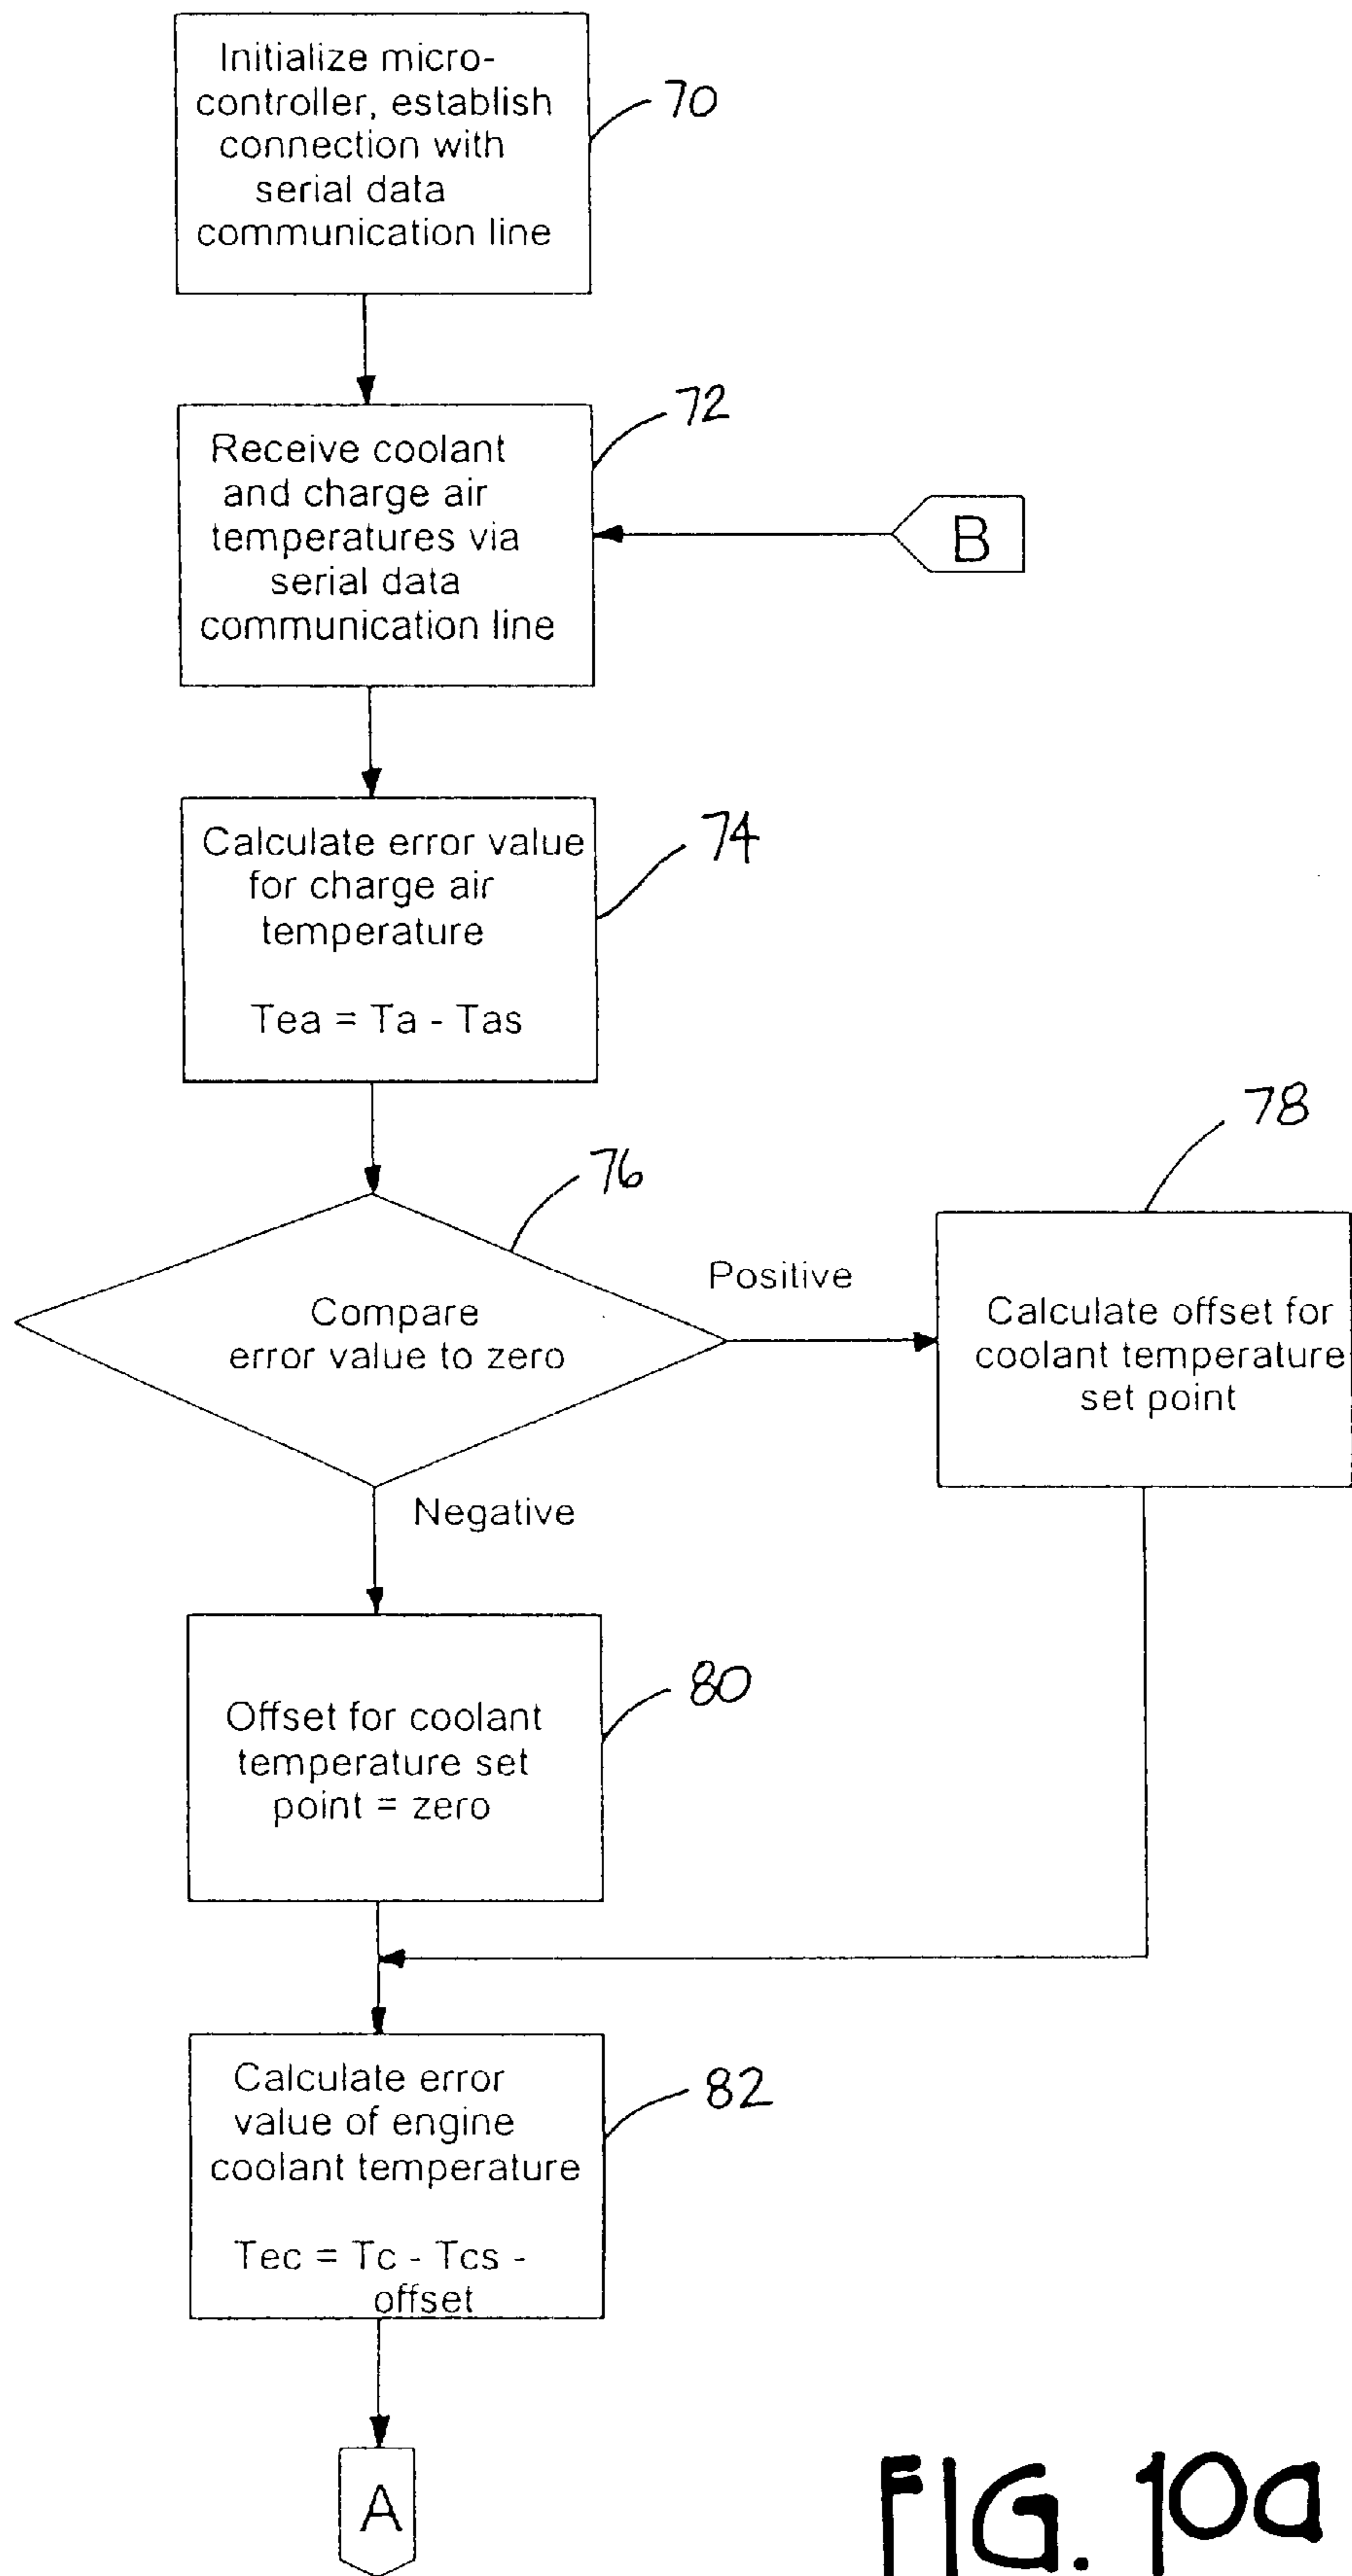 Initialize micro-
controller, establish
connection with
serial data
communication line
70
72
Receive coolant
and charge air
temperatures via
serial data
communication line
B
74
Calculate error value
for charge air
temperature
Tea = Ta - Tas
76
78
Compare
error value to zero
Positive
Calculate offset for
coolant temperature
set point
Negative
80
Offset for coolant
temperature set
point = zero
82
Calculate error
value of engine
coolant temperature
Tec = Tc - Tcs -
offset
A
FIG. 10a